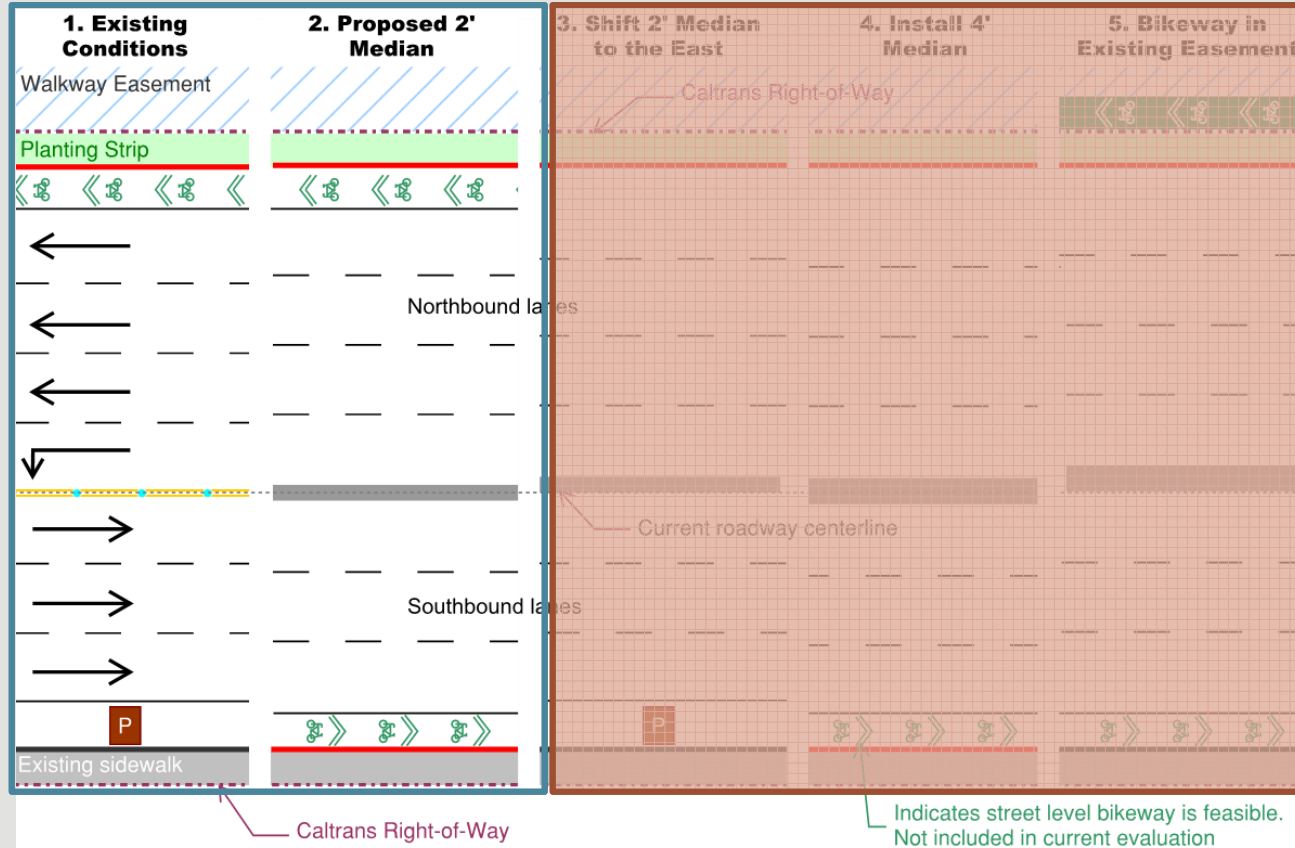 1. Existing
Conditions
2. Proposed 2'
Median
3. Shift 2' Median
to the East
4. Install 4'
Median
5. Bikeway in
Existing Easement
Walkway Easement
Caltrans Right-of-Way
Planting Strip
Northbound lanes
Current roadway centerline
Southbound lanes
P
P
Existing sidewalk
Caltrans Right-of-Way
Indicates street level bikeway is feasible.
Not included in current evaluation